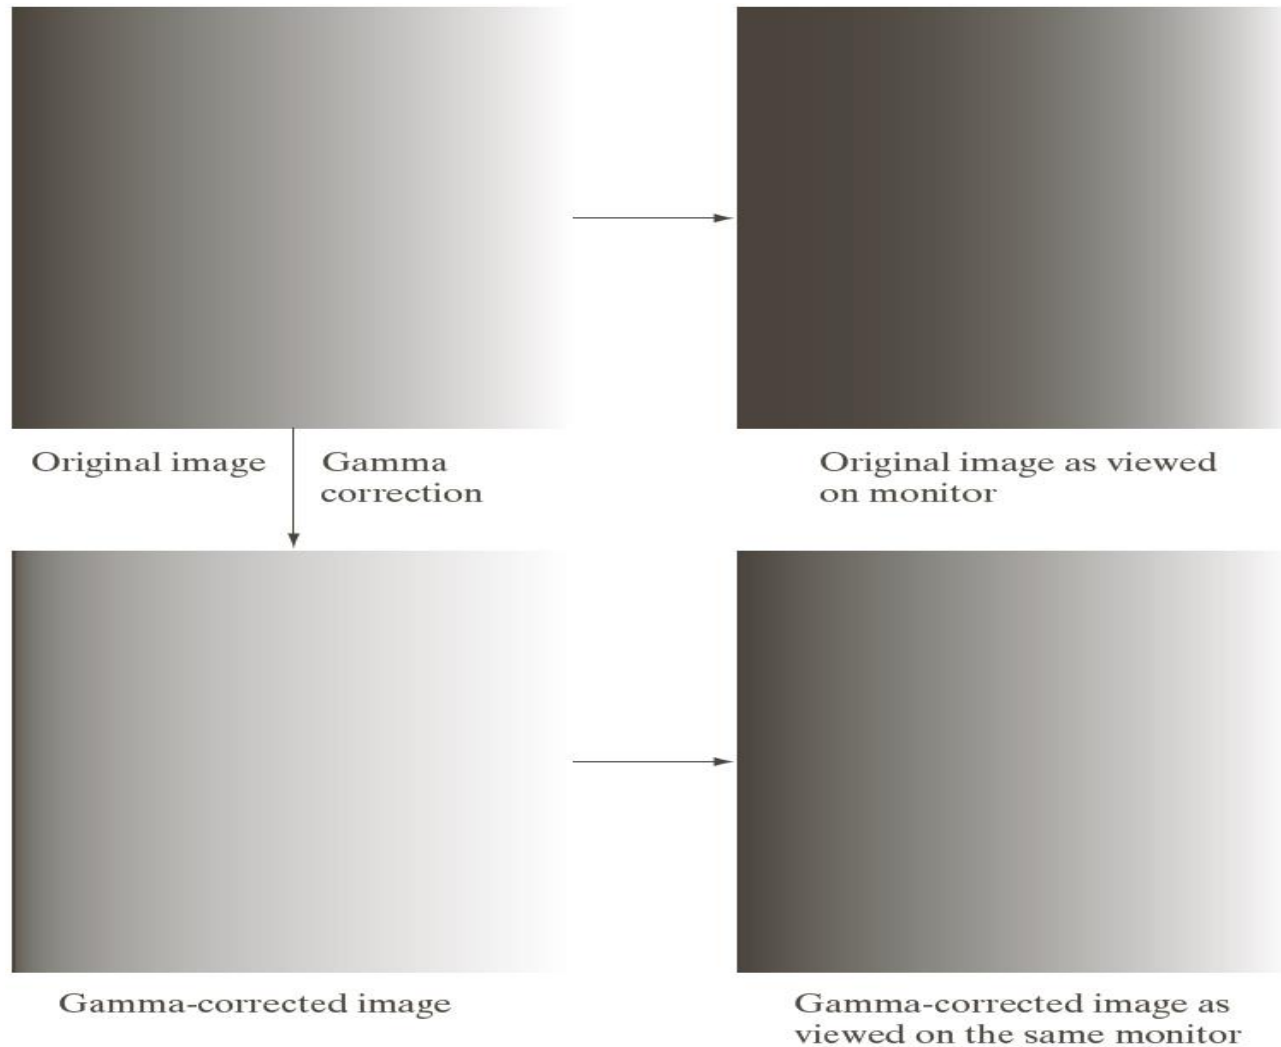 Original image
Gamma
correction
Original image as viewed
on monitor
Gamma-corrected image
Gamma-corrected image as
viewed on the same monitor